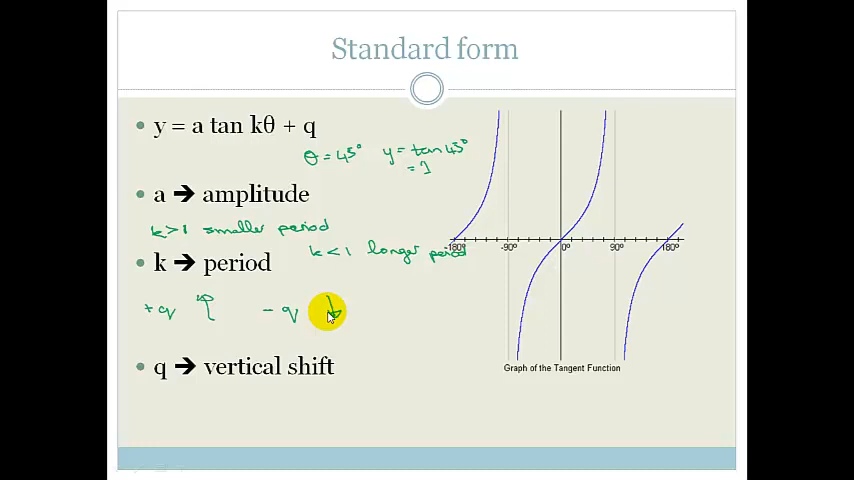 Standard form
y = a tan kθ + q
θ = 45° y = tan 45°
= 1
a → amplitude
k > 1 smaller period
k < 1 longer period
k → period
+q ↑ -q ↓
q → vertical shift
-180° -90° 0° 90° 180°
Graph of the Tangent Function